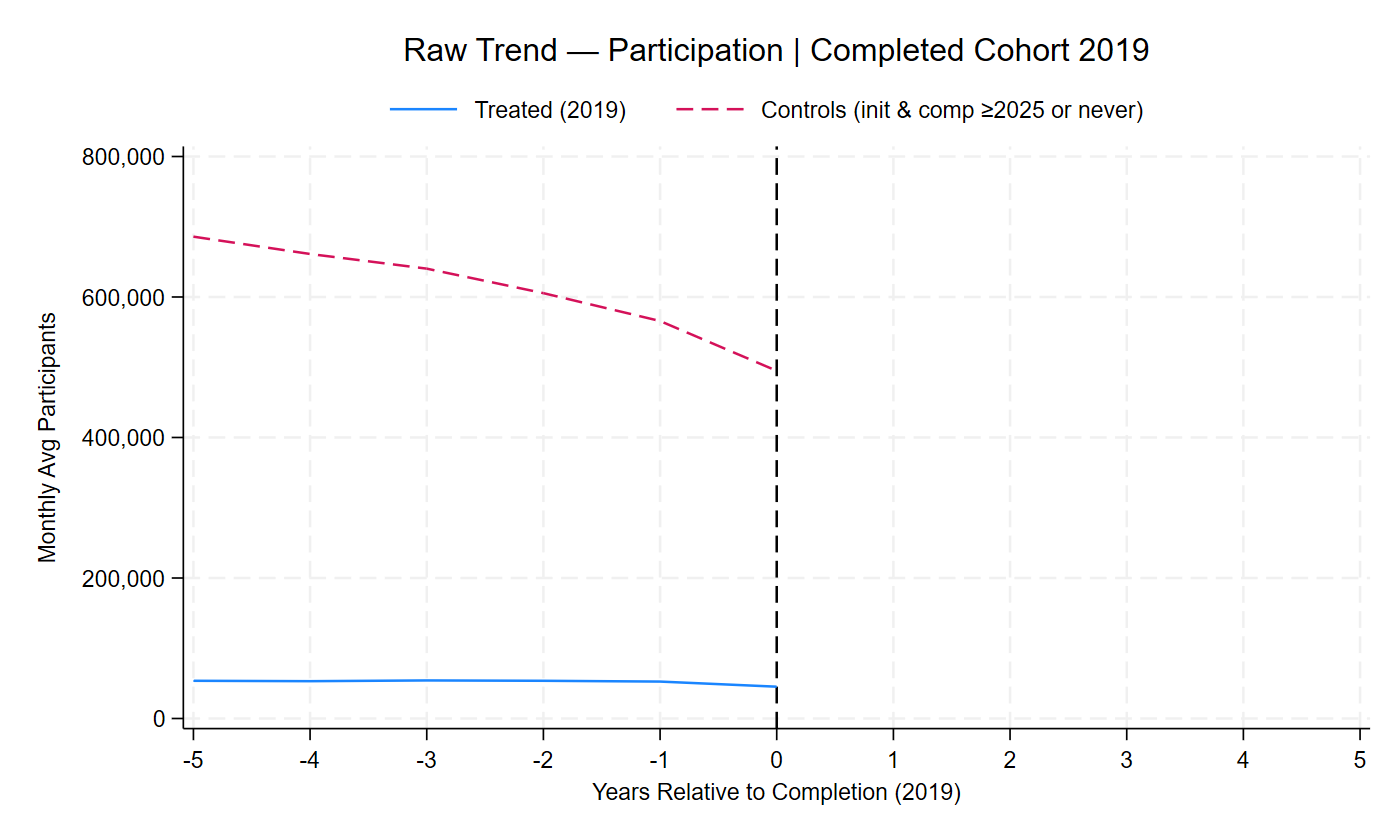 Raw Trend — Participation | Completed Cohort 2019
Treated (2019)
Controls (init & comp ≥2025 or never)
800,000
600,000
400,000
200,000
0
Monthly Avg Participants
-5 -4 -3 -2 -1 0 1 2 3 4 5
Years Relative to Completion (2019)